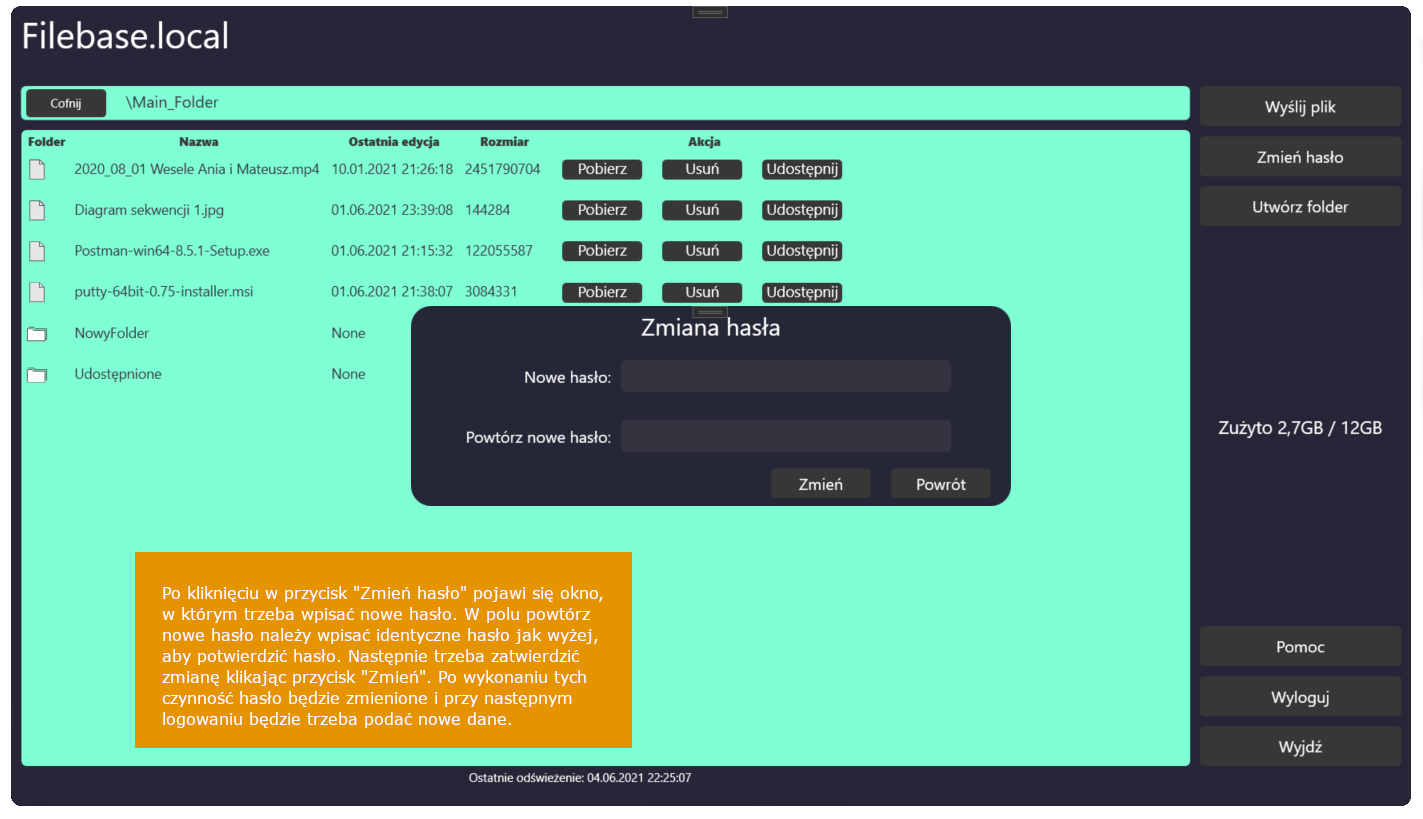 Filebase.local
Cofnij \Main_Folder
Wyślij plik
Zmień hasło
Utwórz folder
Folder Nazwa Ostatnia edycja Rozmiar Akcja
2020_08_01 Wesele Ania i Mateusz.mp4 10.01.2021 21:26:18 2451790704 Pobierz Usuń Udostępnij
Diagram sekwencji 1.jpg 01.06.2021 23:39:08 144284 Pobierz Usuń Udostępnij
Postman-win64-8.5.1-Setup.exe 01.06.2021 21:15:32 122055587 Pobierz Usuń Udostępnij
putty-64bit-0.75-installer.msi 01.06.2021 21:38:07 3084331 Pobierz Usuń Udostępnij
NowyFolder None
Udostępnione None
Zmiana hasła
Nowe hasło:
Powtórz nowe hasło:
Zmień Powrót
Zużyto 2,7GB / 12GB
Po kliknięciu w przycisk "Zmień hasło" pojawi się okno,
w którym trzeba wpisać nowe hasło. W polu powtórz
nowe hasło należy wpisać identyczne hasło jak wyżej,
aby potwierdzić hasło. Następnie trzeba zatwierdzić
zmianę klikając przycisk "Zmień". Po wykonaniu tych
czynność hasło będzie zmienione i przy następnym
logowaniu będzie trzeba podać nowe dane.
Pomoc
Wyloguj
Wyjdź
Ostatnie odświeżenie: 04.06.2021 22:25:07